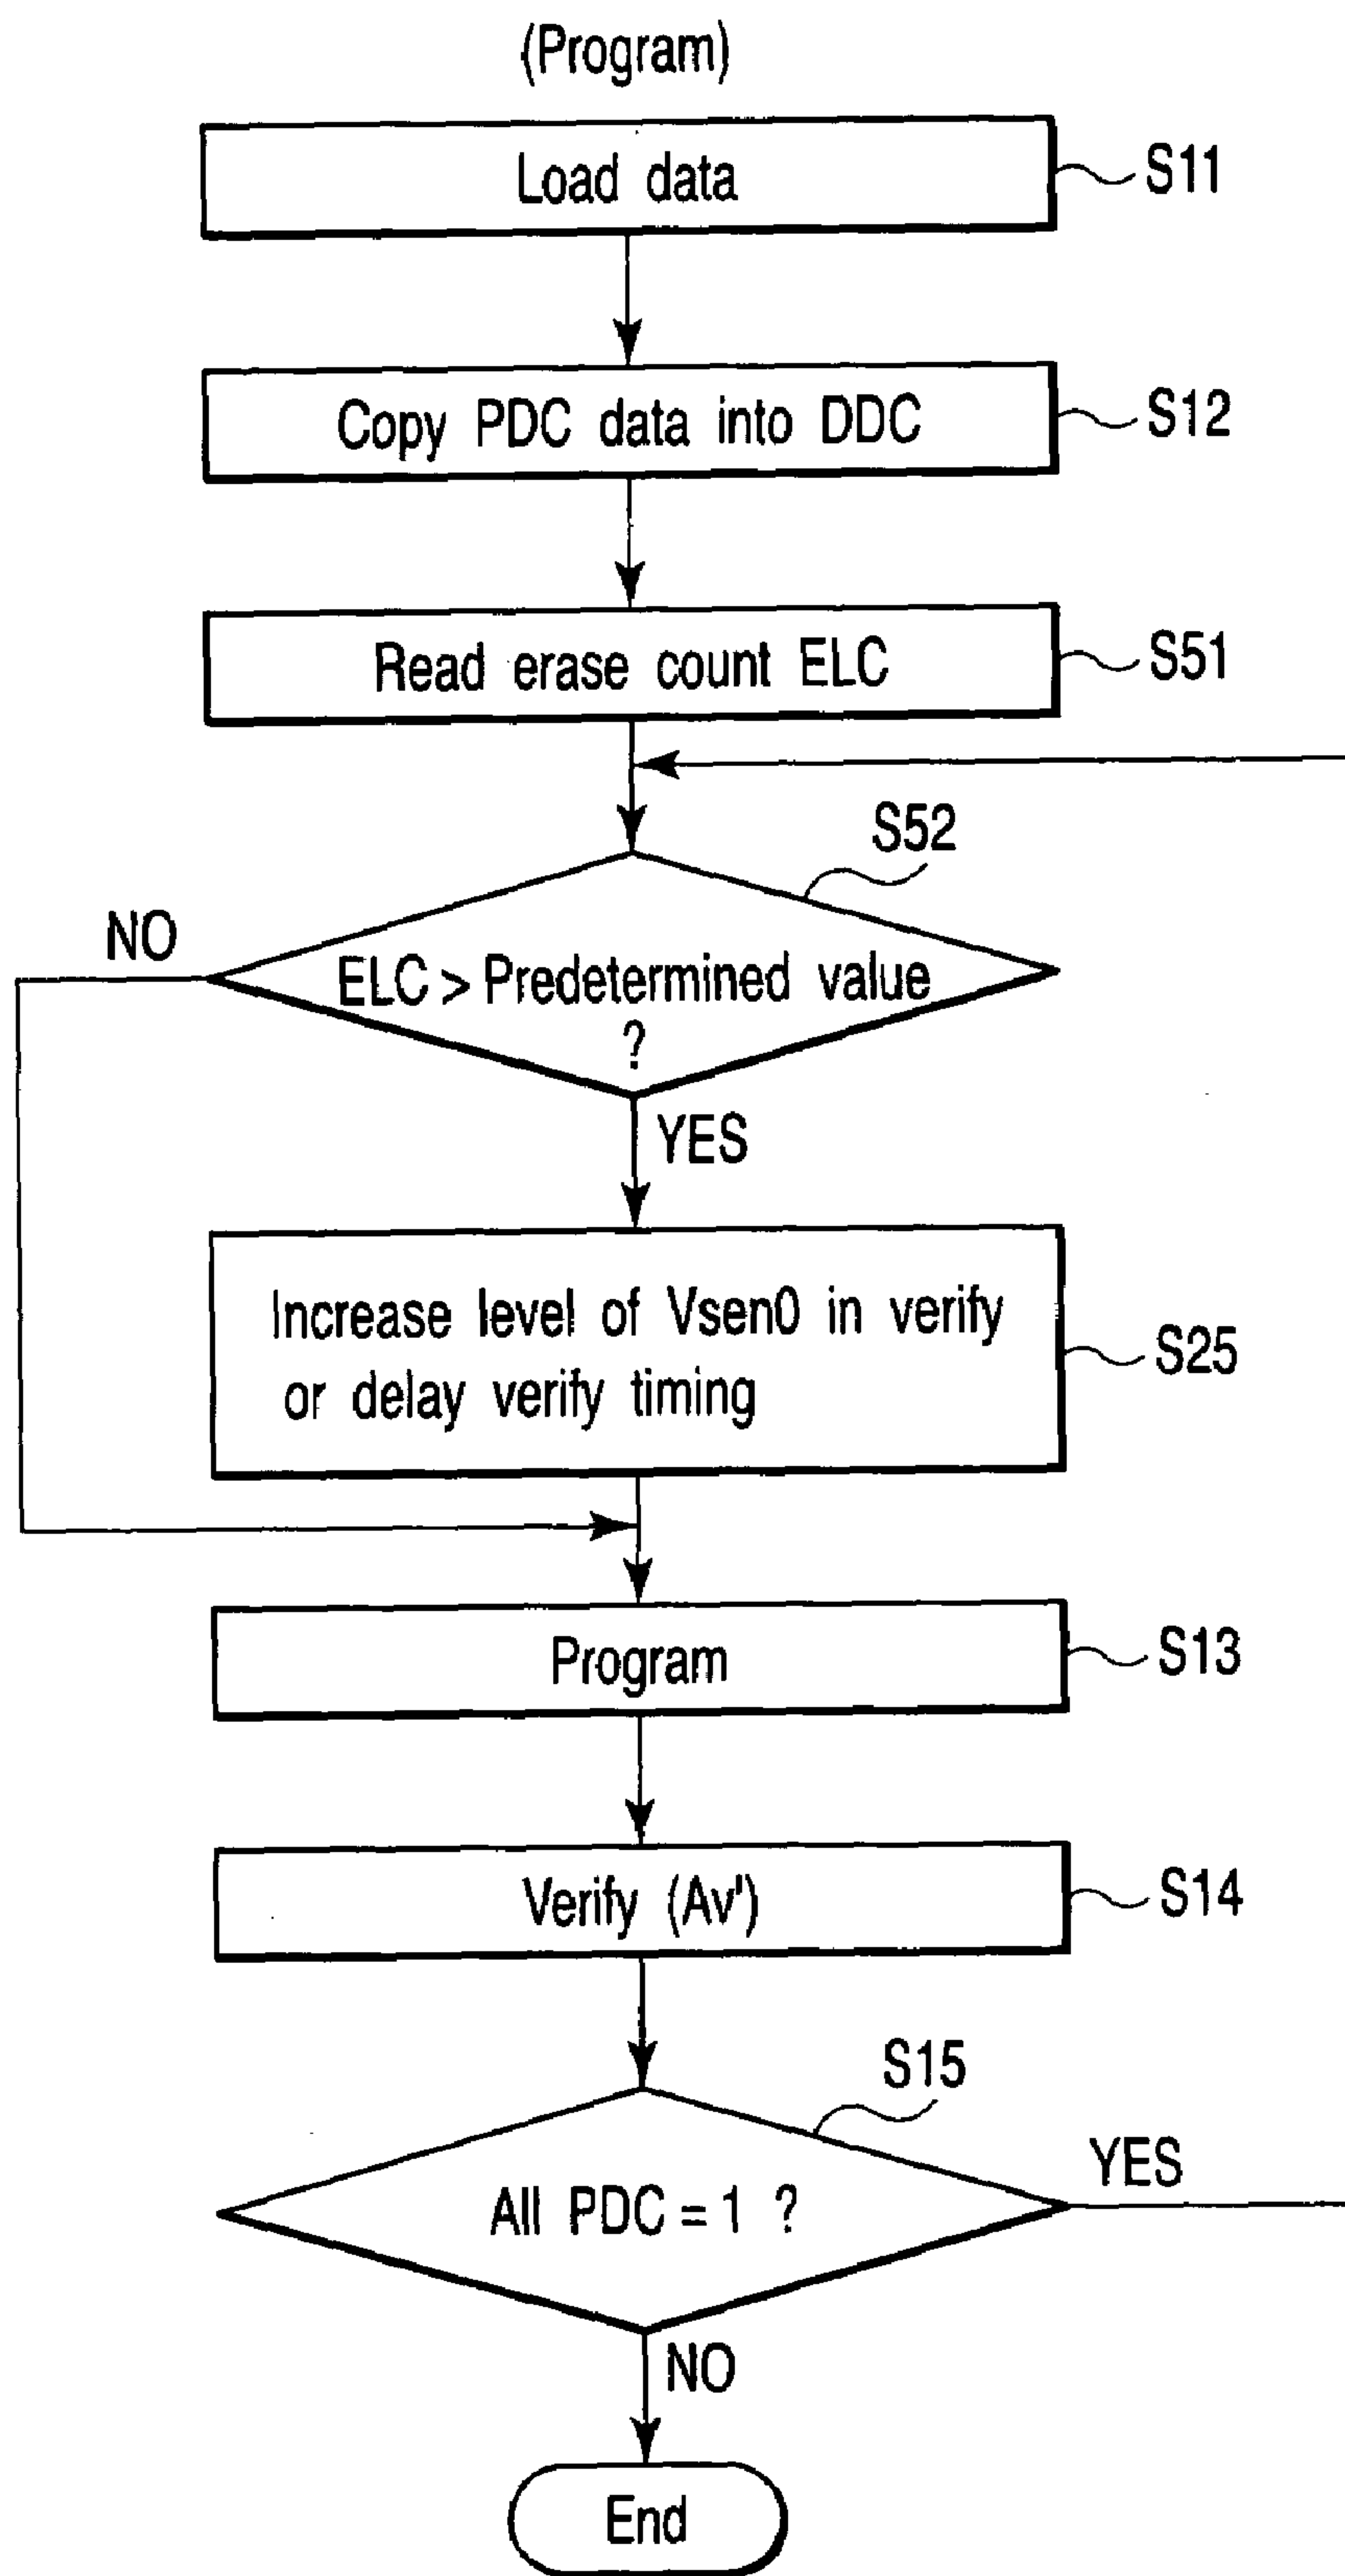 (Program)
Load data
S11
Copy PDC data into DDC
S12
Read erase count ELC
S51
S52
NO
ELC > Predetermined value
?
YES
Increase level of Vsen0 in verify
or delay verify timing
S25
Program
S13
Verify (Av')
S14
S15
YES
All PDC = 1 ?
NO
End